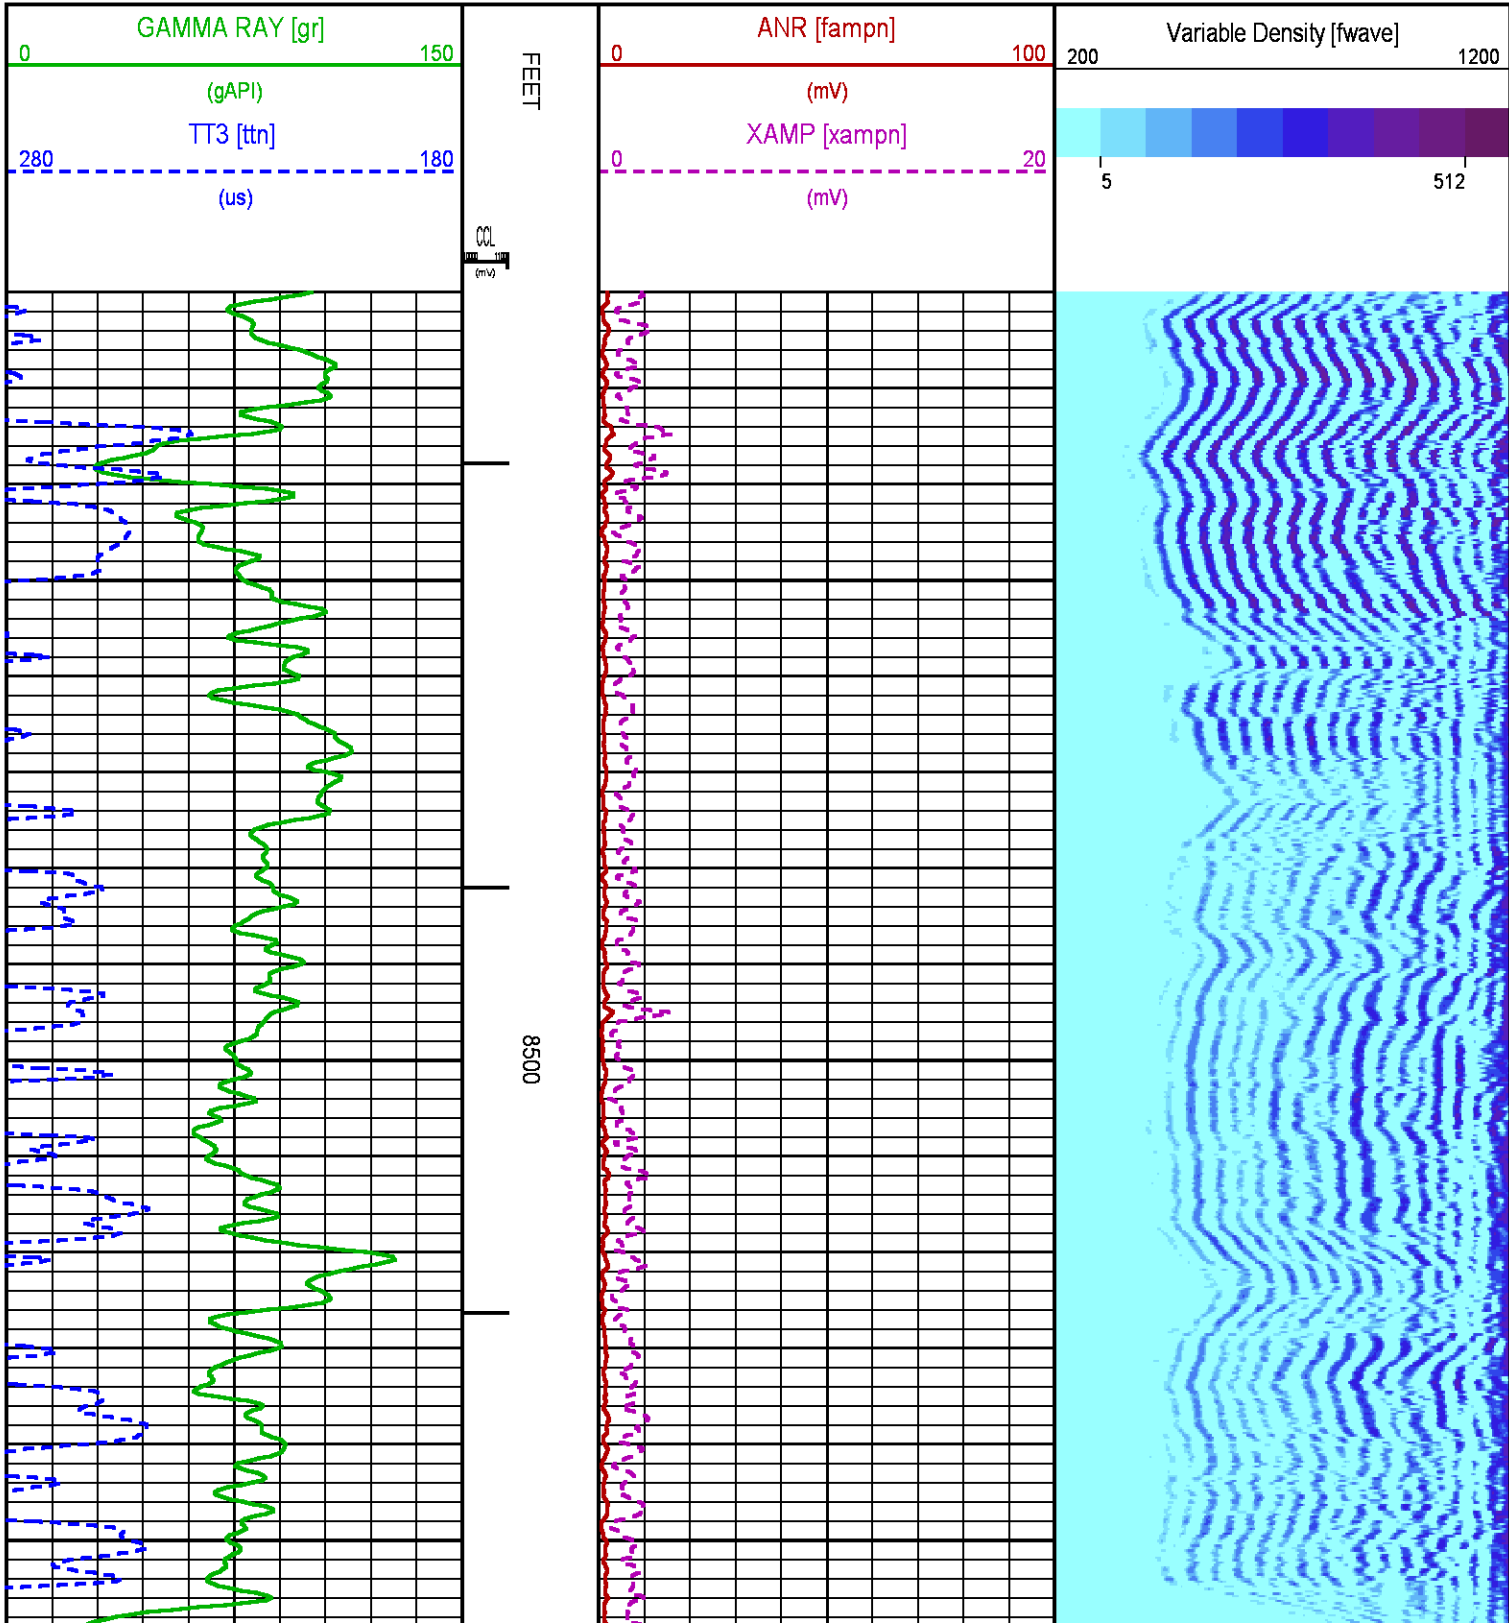 GAMMA RAY [gr]
0 150
(gAPI)
TT3 [ttn]
280 180
(us)
FEET
CCL
(mV)
ANR [fampn]
0 100
(mV)
XAMP [xampn]
0 20
(mV)
Variable Density [fwave]
200 1200
5 512
8500